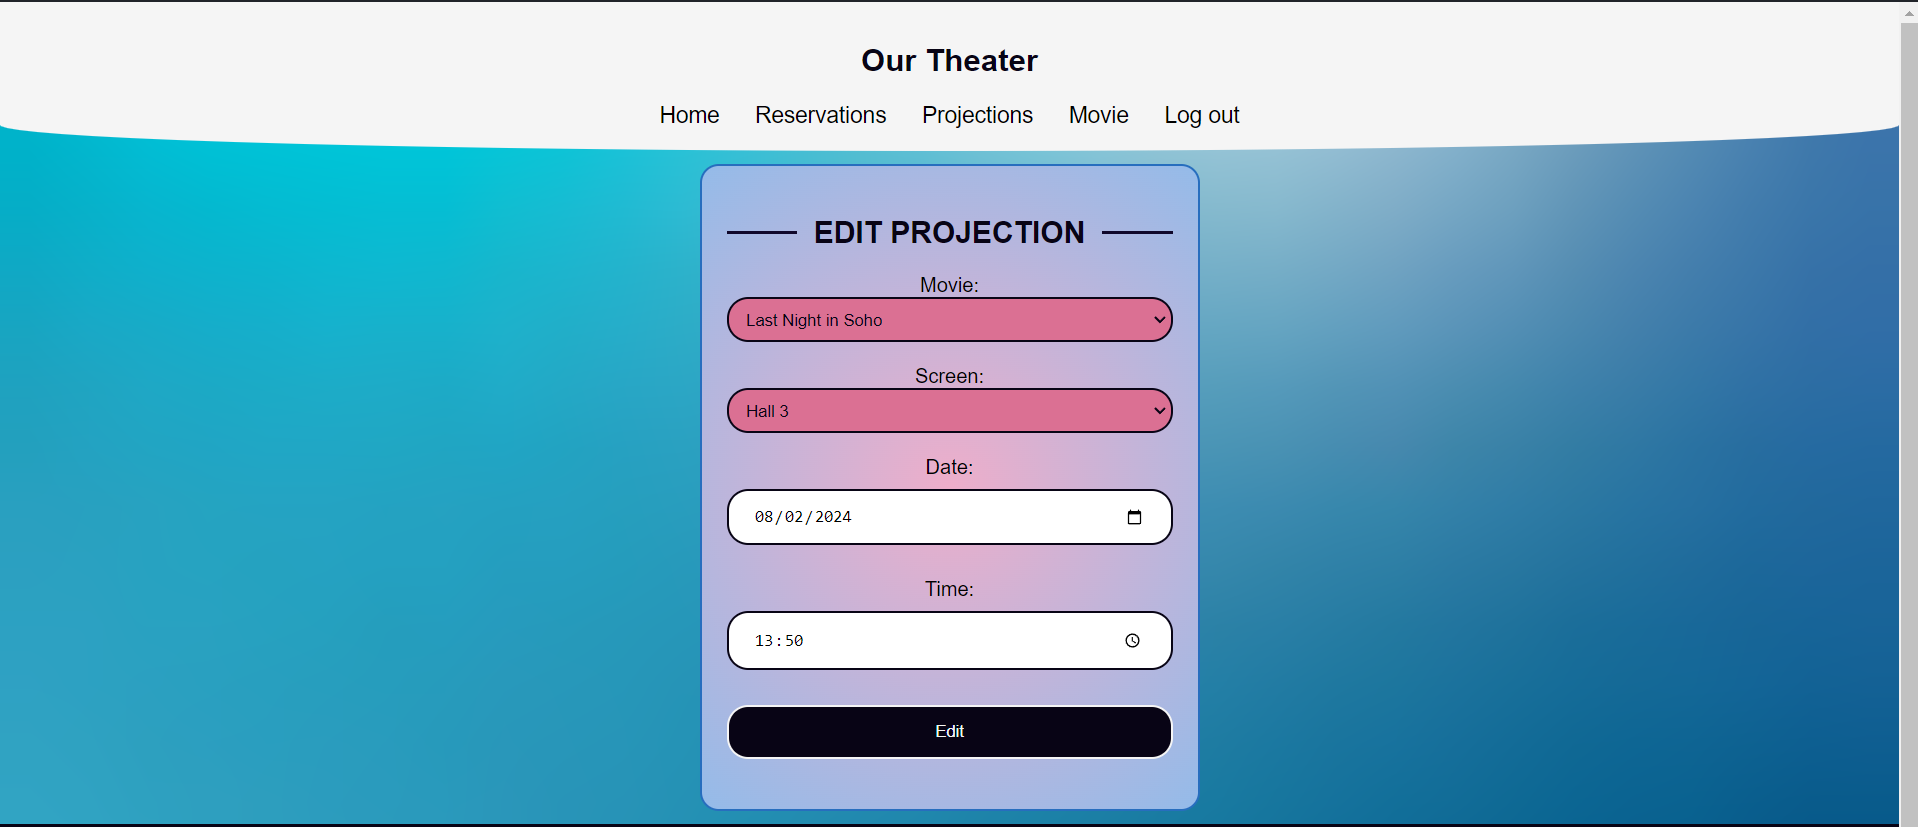 Our Theater
Home Reservations Projections Movie Log out
EDIT PROJECTION
Movie:
Last Night in Soho
Screen:
Hall 3
Date:
08/02/2024
Time:
13:50
Edit